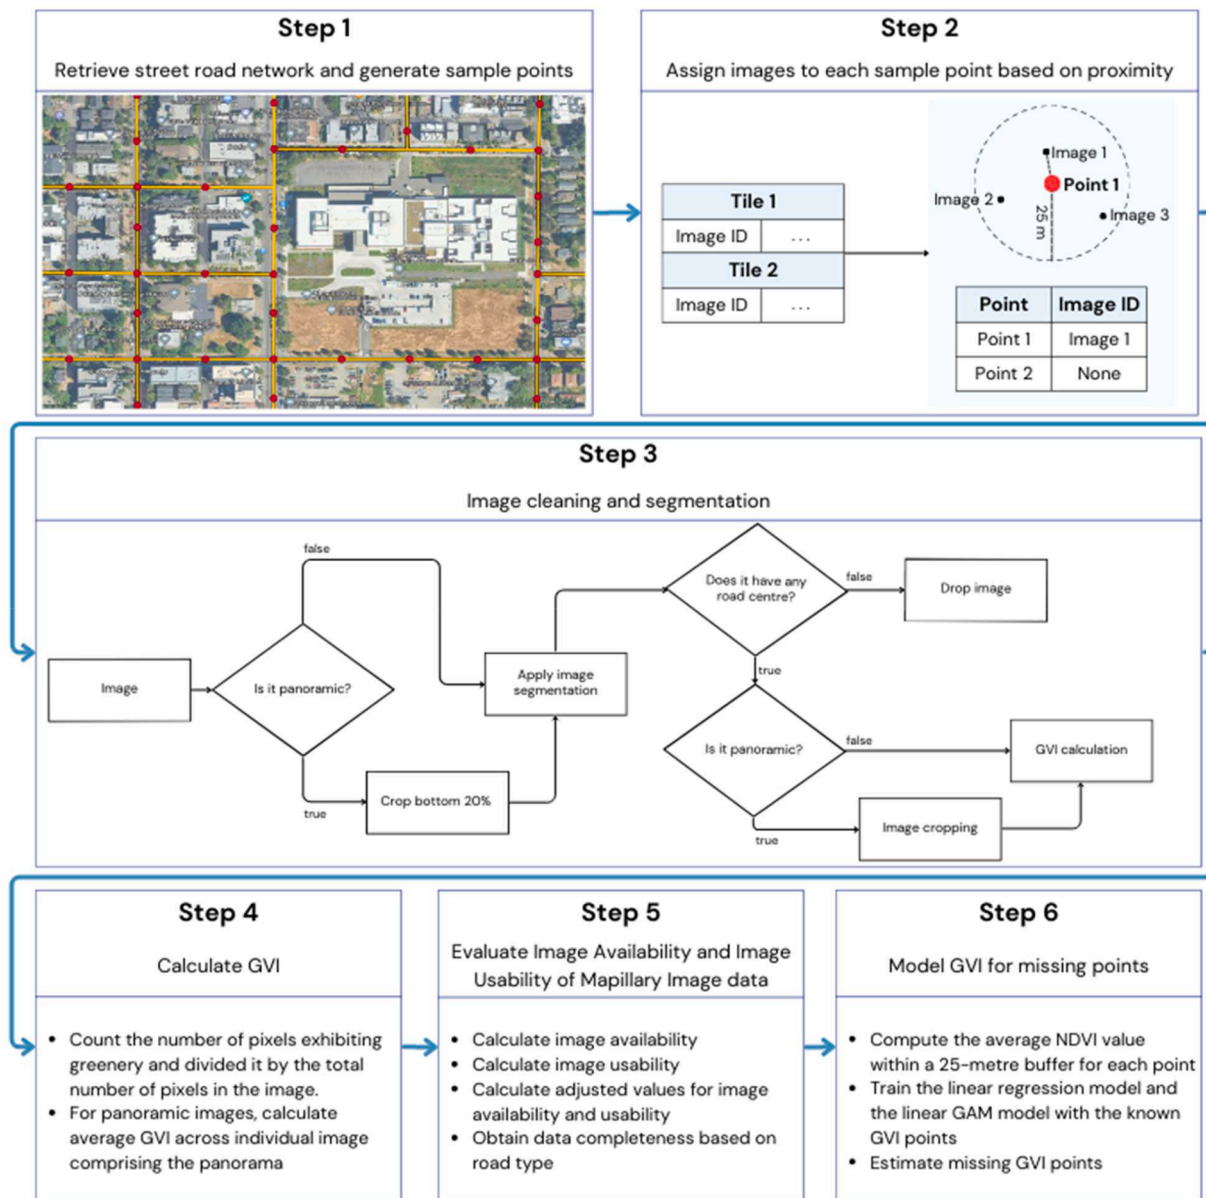 Step 1
Retrieve street road network and generate sample points
Step 2
Assign images to each sample point based on proximity
Tile 1
Image ID ...
Tile 2
Image ID ...
Image 1
Point 1
Image 2
Image 3
25 m
Point Image ID
Point 1 Image 1
Point 2 None
Step 3
Image cleaning and segmentation
Image
Is it panoramic?
false
true
Crop bottom 20%
Apply image
segmentation
Does it have any
road centre?
false
Drop image
true
Is it panoramic?
false
GVI calculation
true
Image cropping
Step 4
Calculate GVI
• Count the number of pixels exhibiting
greenery and divided it by the total
number of pixels in the image.
• For panoramic images, calculate
average GVI across individual image
comprising the panorama
Step 5
Evaluate Image Availability and Image
Usability of Mapillary Image data
• Calculate image availability
• Calculate image usability
• Calculate adjusted values for image
availability and usability
• Obtain data completeness based on
road type
Step 6
Model GVI for missing points
• Compute the average NDVI value
within a 25-metre buffer for each point
• Train the linear regression model and
the linear GAM model with the known
GVI points
• Estimate missing GVI points